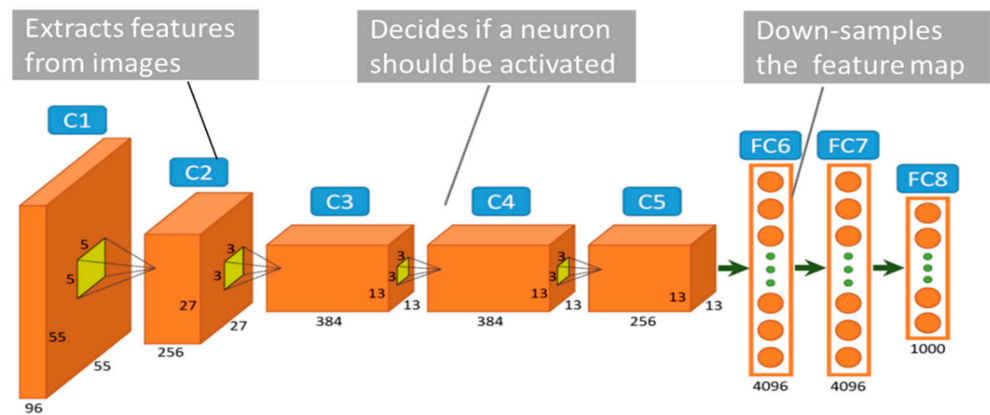 Extracts features
from images
Decides if a neuron
should be activated
Down-samples
the feature map
C1
C2
C3
C4
C5
FC6
FC7
FC8
5
5
3
3
3
3
3
3
55
55
96
27
27
256
13
13
384
13
13
384
13
13
256
4096
4096
1000